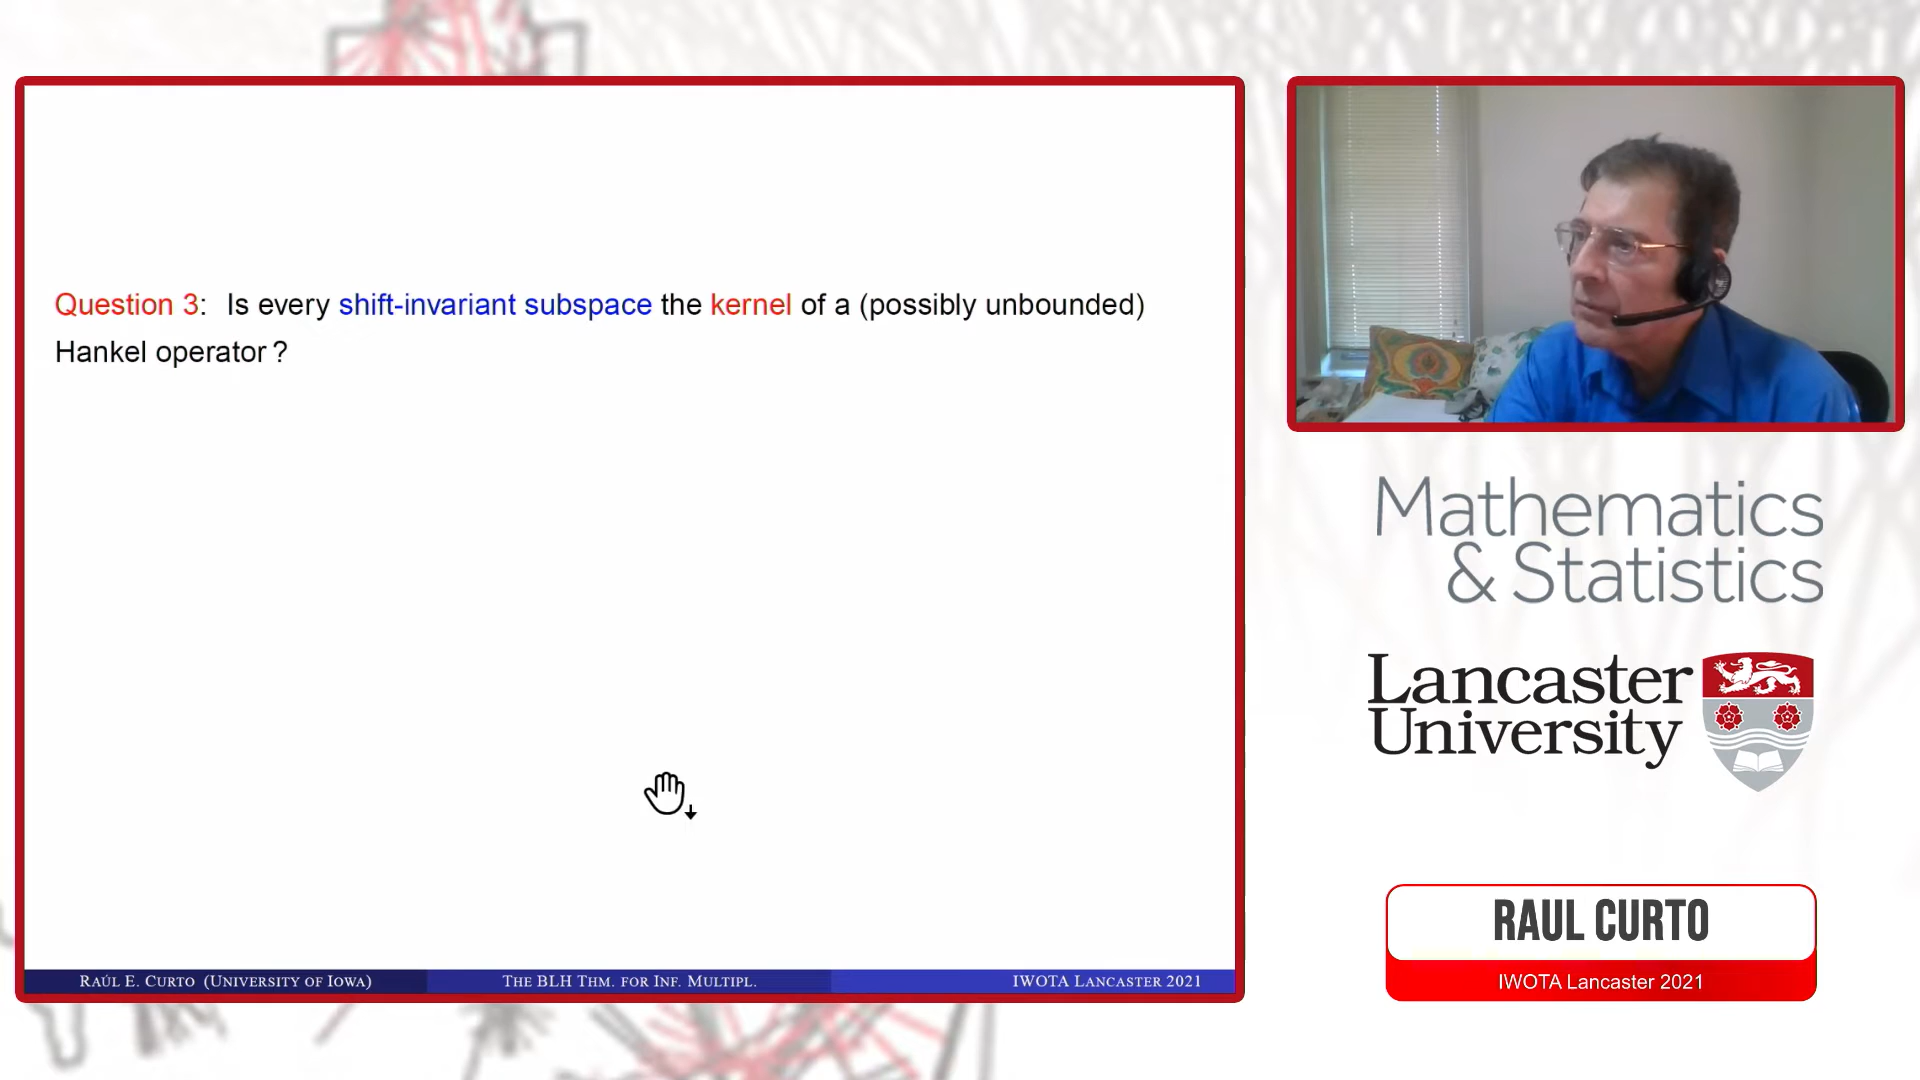 Question 3: Is every shift-invariant subspace the kernel of a (possibly unbounded)
Hankel operator ?
RAÚL E. CURTO (UNIVERSITY OF IOWA) THE BLH THM. FOR INF. MULTIPL. IWOTA LANCASTER 2021
Mathematics
& Statistics
Lancaster
University
RAUL CURTO
IWOTA Lancaster 2021